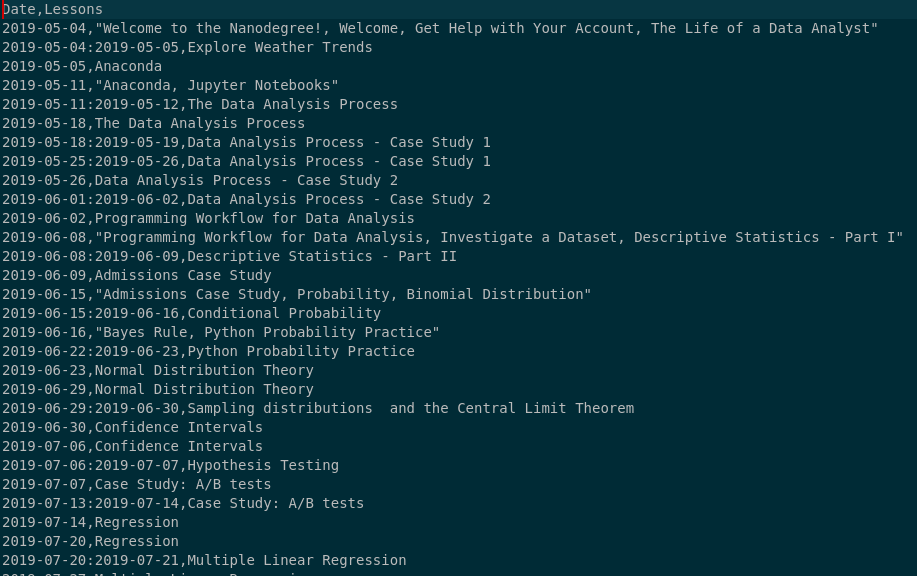 Date,Lessons
2019-05-04,"Welcome to the Nanodegree!, Welcome, Get Help with Your Account, The Life of a Data Analyst"
2019-05-04:2019-05-05,Explore Weather Trends
2019-05-05,Anaconda
2019-05-11,"Anaconda, Jupyter Notebooks"
2019-05-11:2019-05-12,The Data Analysis Process
2019-05-18,The Data Analysis Process
2019-05-18:2019-05-19,Data Analysis Process - Case Study 1
2019-05-25:2019-05-26,Data Analysis Process - Case Study 1
2019-05-26,Data Analysis Process - Case Study 2
2019-06-01:2019-06-02,Data Analysis Process - Case Study 2
2019-06-02,Programming Workflow for Data Analysis
2019-06-08,"Programming Workflow for Data Analysis, Investigate a Dataset, Descriptive Statistics - Part I"
2019-06-08:2019-06-09,Descriptive Statistics - Part II
2019-06-09,Admissions Case Study
2019-06-15,"Admissions Case Study, Probability, Binomial Distribution"
2019-06-15:2019-06-16,Conditional Probability
2019-06-16,"Bayes Rule, Python Probability Practice"
2019-06-22:2019-06-23,Python Probability Practice
2019-06-23,Normal Distribution Theory
2019-06-29,Normal Distribution Theory
2019-06-29:2019-06-30,Sampling distributions  and the Central Limit Theorem
2019-06-30,Confidence Intervals
2019-07-06,Confidence Intervals
2019-07-06:2019-07-07,Hypothesis Testing
2019-07-07,Case Study: A/B tests
2019-07-13:2019-07-14,Case Study: A/B tests
2019-07-14,Regression
2019-07-20,Regression
2019-07-20:2019-07-21,Multiple Linear Regression